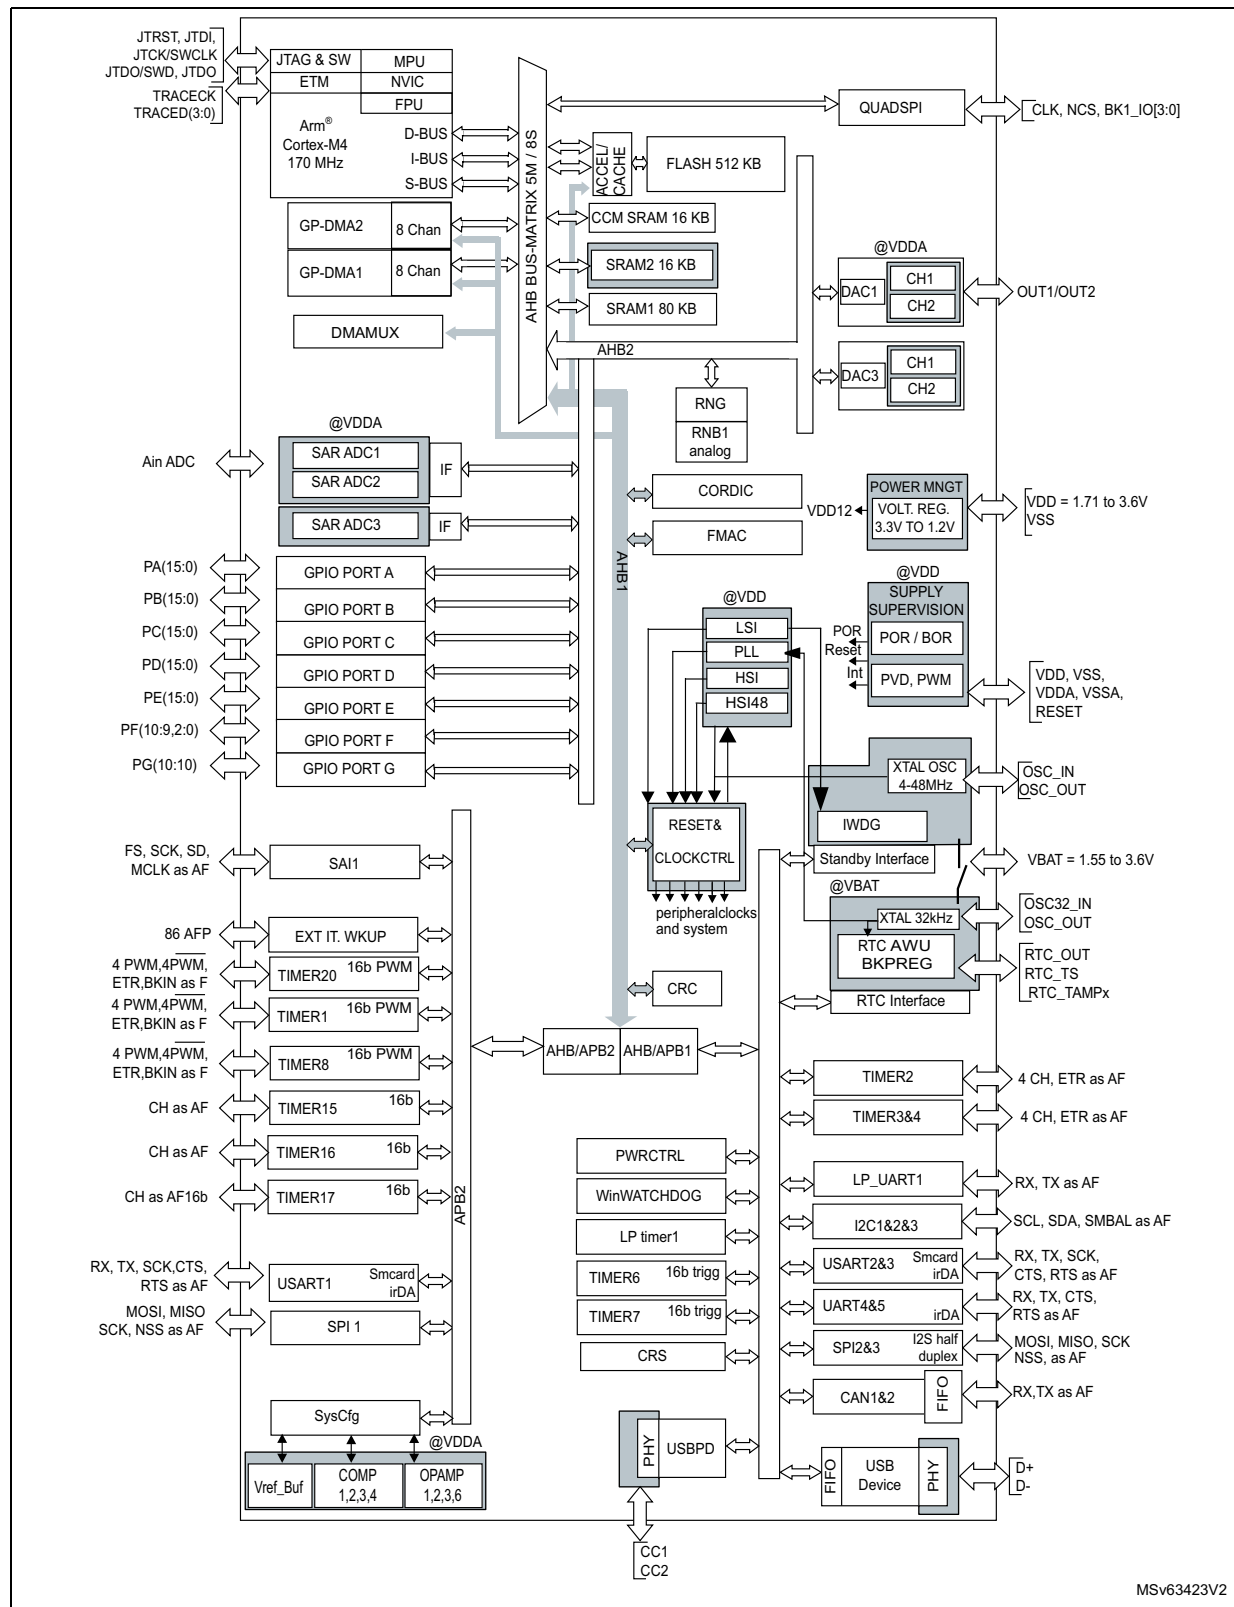 JTRST, JTDI,
JTCK/SWCLK
JTDO/SWD, JTDO
TRACECK
TRACED(3:0)
JTAG & SW
MPU
ETM
NVIC
FPU
Arm®
Cortex-M4
170 MHz
D-BUS
I-BUS
S-BUS
GP-DMA2
8 Chan
GP-DMA1
8 Chan
DMAMUX
AHB BUS-MATRIX 5M / 8S
QUADSPI
CLK, NCS, BK1_IO[3:0]
ACCEL/
CACHE
FLASH 512 KB
CCM SRAM 16 KB
SRAM2 16 KB
SRAM1 80 KB
AHB2
@VDDA
DAC1
CH1
CH2
OUT1/OUT2
DAC3
CH1
CH2
RNG
RNB1
analog
@VDDA
Ain ADC
SAR ADC1
SAR ADC2
IF
SAR ADC3
IF
CORDIC
FMAC
AHB1
POWER MNGT
VDD12
VOLT. REG.
3.3V TO 1.2V
VDD = 1.71 to 3.6V
VSS
PA(15:0)
GPIO PORT A
PB(15:0)
GPIO PORT B
PC(15:0)
GPIO PORT C
PD(15:0)
GPIO PORT D
PE(15:0)
GPIO PORT E
PF(10:9,2:0)
GPIO PORT F
PG(10:10)
GPIO PORT G
@VDD
LSI
PLL
HSI
HSI48
@VDD
SUPPLY
SUPERVISION
POR
Reset
Int
POR / BOR
PVD, PWM
VDD, VSS,
VDDA, VSSA,
RESET
XTAL OSC
4-48MHz
OSC_IN
OSC_OUT
IWDG
RESET&
CLOCKCTRL
peripheralclocks
and system
Standby Interface
VBAT = 1.55 to 3.6V
@VBAT
XTAL 32kHz
OSC32_IN
OSC_OUT
RTC AWU
BKPREG
RTC_OUT
RTC_TS
RTC_TAMPx
RTC Interface
CRC
AHB/APB2
AHB/APB1
FS, SCK, SD,
MCLK as AF
SAI1
86 AFP
EXT IT. WKUP
4 PWM,4PWM,
ETR,BKIN as F
TIMER20
16b PWM
4 PWM,4PWM,
ETR,BKIN as F
TIMER1
16b PWM
4 PWM,4PWM,
ETR,BKIN as F
TIMER8
16b PWM
CH as AF
TIMER15
16b
CH as AF
TIMER16
16b
CH as AF16b
TIMER17
16b
APB2
RX, TX, SCK,CTS,
RTS as AF
USART1
Smcard
irDA
MOSI, MISO
SCK, NSS as AF
SPI 1
SysCfg
@VDDA
Vref_Buf
COMP
1,2,3,4
OPAMP
1,2,3,6
PWRCTRL
WinWATCHDOG
LP timer1
TIMER6
16b trigg
TIMER7
16b trigg
CRS
PHY
USBPD
CC1
CC2
TIMER2
4 CH, ETR as AF
TIMER3&4
4 CH, ETR as AF
LP_UART1
RX, TX as AF
I2C1&2&3
SCL, SDA, SMBAL as AF
USART2&3
Smcard
irDA
RX, TX, SCK,
CTS, RTS as AF
UART4&5
irDA
RX, TX, CTS,
RTS as AF
SPI2&3
I2S half
duplex
MOSI, MISO, SCK
NSS, as AF
CAN1&2
FIFO
RX,TX as AF
FIFO
USB
Device
PHY
D+
D-
MSv63423V2